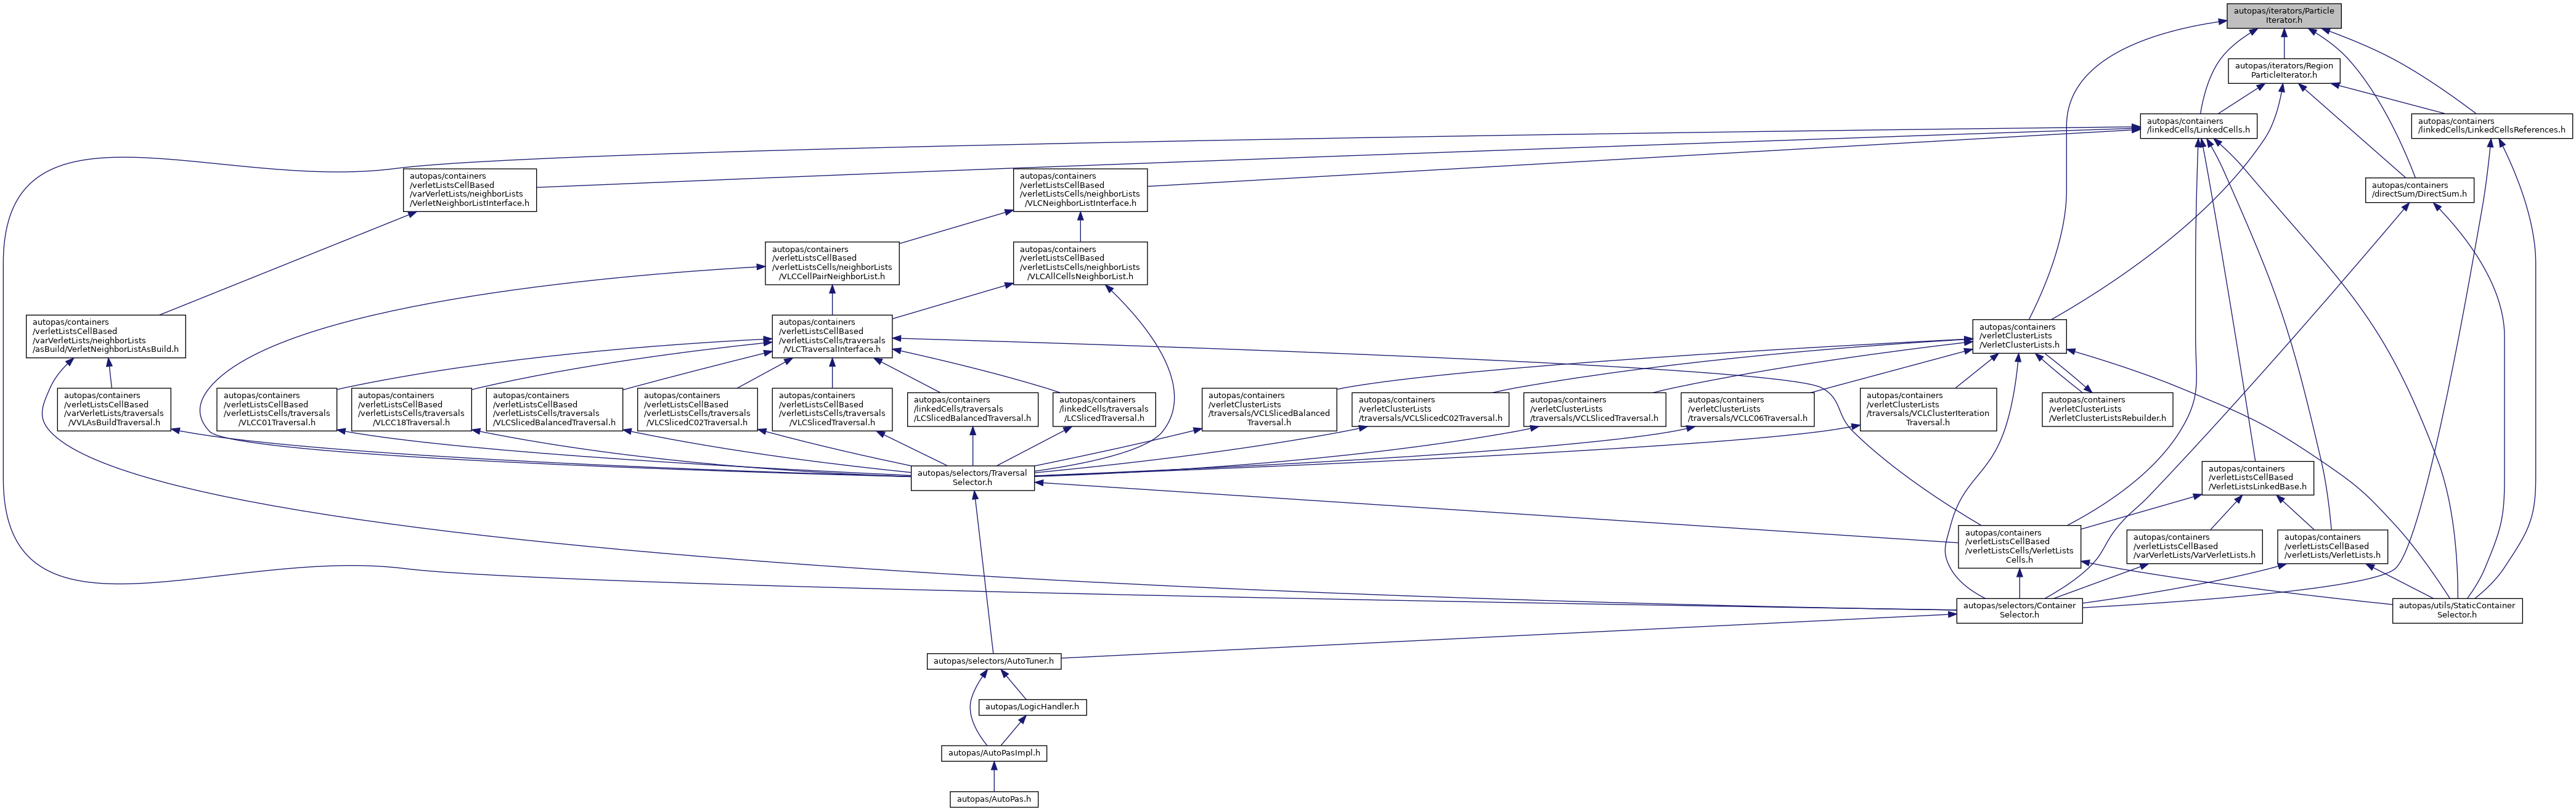 autopas/iterators/Particle
Iterator.h
autopas/iterators/Region
ParticleIterator.h
autopas/containers
/linkedCells/LinkedCells.h
autopas/containers
/linkedCells/LinkedCellsReferences.h
autopas/containers
/verletListsCellBased
/varVerletLists/neighborLists
/VerletNeighborListInterface.h
autopas/containers
/verletListsCellBased
/verletListsCells/neighborLists
/VLCNeighborListInterface.h
autopas/containers
/directSum/DirectSum.h
autopas/containers
/verletListsCellBased
/verletListsCells/neighborLists
/VLCCellPairNeighborList.h
autopas/containers
/verletListsCellBased
/verletListsCells/neighborLists
/VLCAllCellsNeighborList.h
autopas/containers
/verletListsCellBased
/varVerletLists/neighborLists
/asBuild/VerletNeighborListAsBuild.h
autopas/containers
/verletListsCellBased
/verletListsCells/traversals
/VLCTraversalInterface.h
autopas/containers
/verletClusterLists
/VerletClusterLists.h
autopas/containers
/verletListsCellBased
/varVerletLists/traversals
/VVLAsBuildTraversal.h
autopas/containers
/verletListsCellBased
/verletListsCells/traversals
/VLCC01Traversal.h
autopas/containers
/verletListsCellBased
/verletListsCells/traversals
/VLCC18Traversal.h
autopas/containers
/verletListsCellBased
/verletListsCells/traversals
/VLCSlicedBalancedTraversal.h
autopas/containers
/verletListsCellBased
/verletListsCells/traversals
/VLCSlicedC02Traversal.h
autopas/containers
/verletListsCellBased
/verletListsCells/traversals
/VLCSlicedTraversal.h
autopas/containers
/linkedCells/traversals
/LCSlicedBalancedTraversal.h
autopas/containers
/linkedCells/traversals
/LCSlicedTraversal.h
autopas/containers
/verletClusterLists
/traversals/VCLSlicedBalanced
Traversal.h
autopas/containers
/verletClusterLists
/traversals/VCLSlicedC02Traversal.h
autopas/containers
/verletClusterLists
/traversals/VCLSlicedTraversal.h
autopas/containers
/verletClusterLists
/traversals/VCLC06Traversal.h
autopas/containers
/verletClusterLists
/traversals/VCLClusterIteration
Traversal.h
autopas/containers
/verletClusterLists
/VerletClusterListsRebuilder.h
autopas/selectors/Traversal
Selector.h
autopas/containers
/verletListsCellBased
/VerletListsLinkedBase.h
autopas/containers
/verletListsCellBased
/verletListsCells/VerletLists
Cells.h
autopas/containers
/verletListsCellBased
/varVerletLists/VarVerletLists.h
autopas/containers
/verletListsCellBased
/verletLists/VerletLists.h
autopas/selectors/Container
Selector.h
autopas/utils/StaticContainer
Selector.h
autopas/selectors/AutoTuner.h
autopas/LogicHandler.h
autopas/AutoPasImpl.h
autopas/AutoPas.h